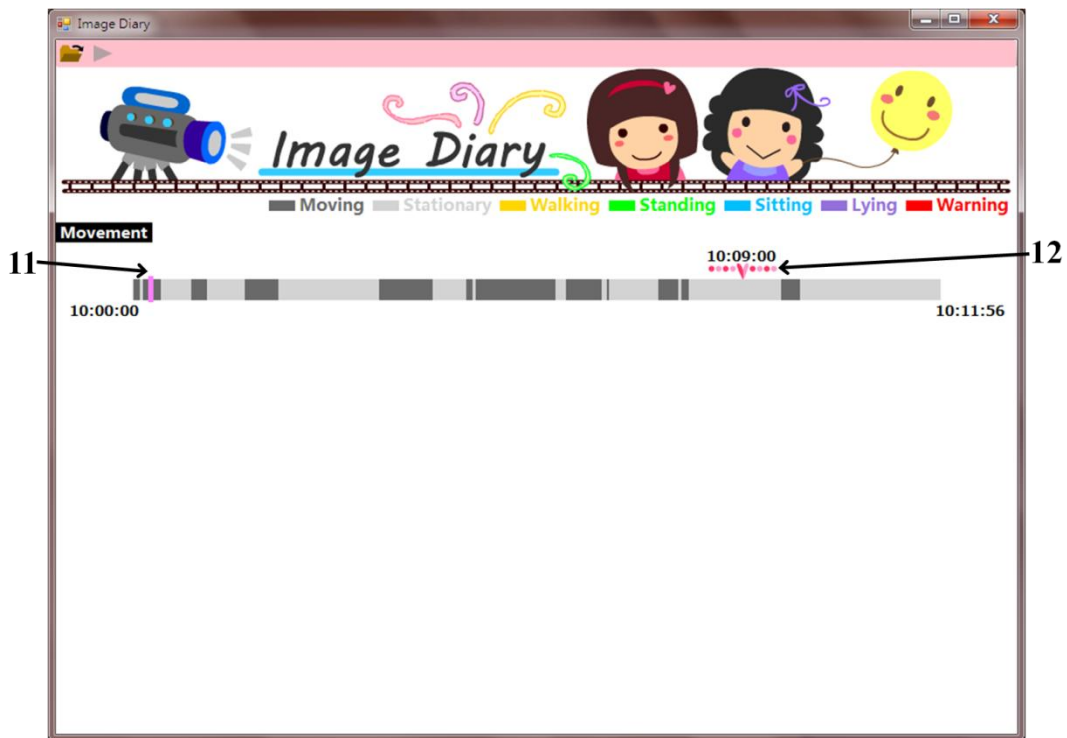 Image Diary
Image Diary
Moving Stationary Walking Standing Sitting Lying Warning
Movement
11
12
10:09:00
10:00:00
10:11:56